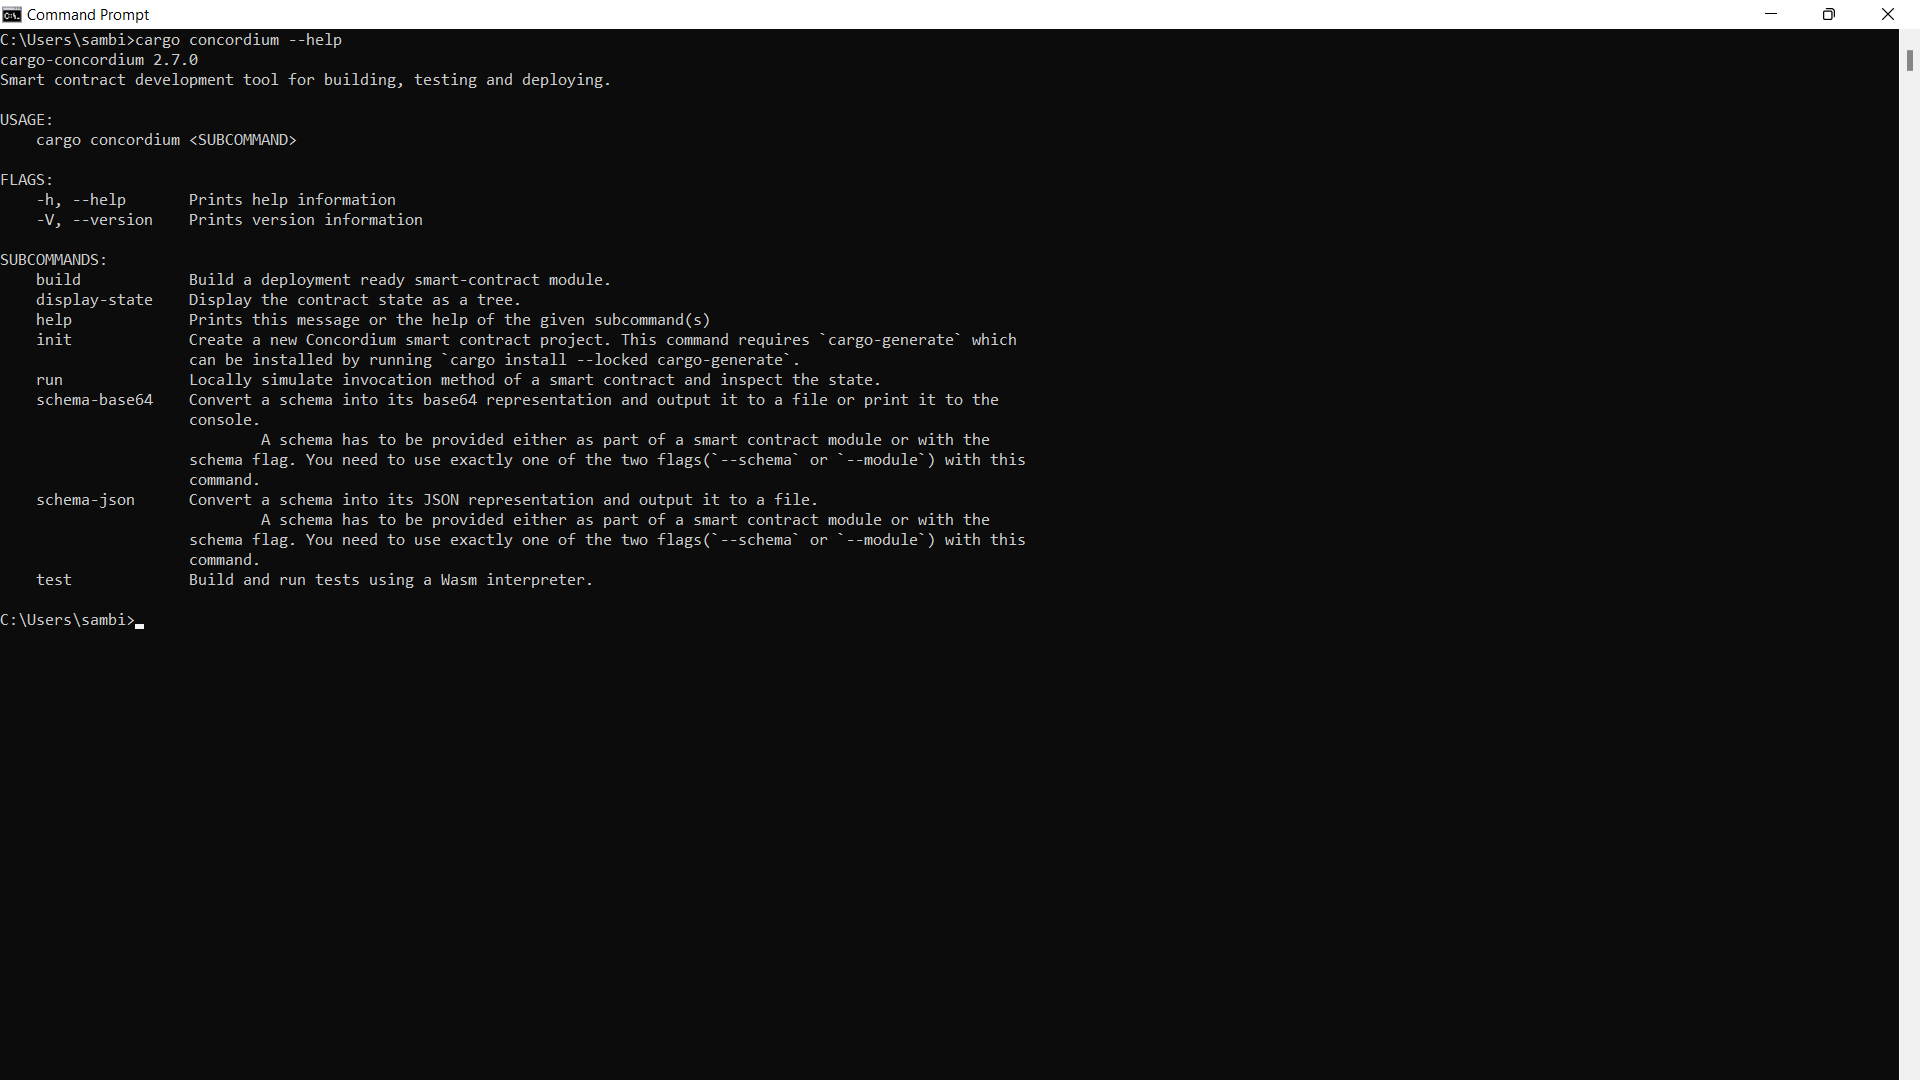 Command Prompt
C:\Users\sambi>cargo concordium --help
cargo-concordium 2.7.0
Smart contract development tool for building, testing and deploying.
USAGE:
    cargo concordium <SUBCOMMAND>
FLAGS:
    -h, --help       Prints help information
    -V, --version    Prints version information
SUBCOMMANDS:
    build            Build a deployment ready smart-contract module.
    display-state    Display the contract state as a tree.
    help             Prints this message or the help of the given subcommand(s)
    init             Create a new Concordium smart contract project. This command requires `cargo-generate` which
                     can be installed by running `cargo install --locked cargo-generate`.
    run              Locally simulate invocation method of a smart contract and inspect the state.
    schema-base64    Convert a schema into its base64 representation and output it to a file or print it to the
                     console.
                             A schema has to be provided either as part of a smart contract module or with the
                     schema flag. You need to use exactly one of the two flags(`--schema` or `--module`) with this
                     command.
    schema-json      Convert a schema into its JSON representation and output it to a file.
                             A schema has to be provided either as part of a smart contract module or with the
                     schema flag. You need to use exactly one of the two flags(`--schema` or `--module`) with this
                     command.
    test             Build and run tests using a Wasm interpreter.
C:\Users\sambi>